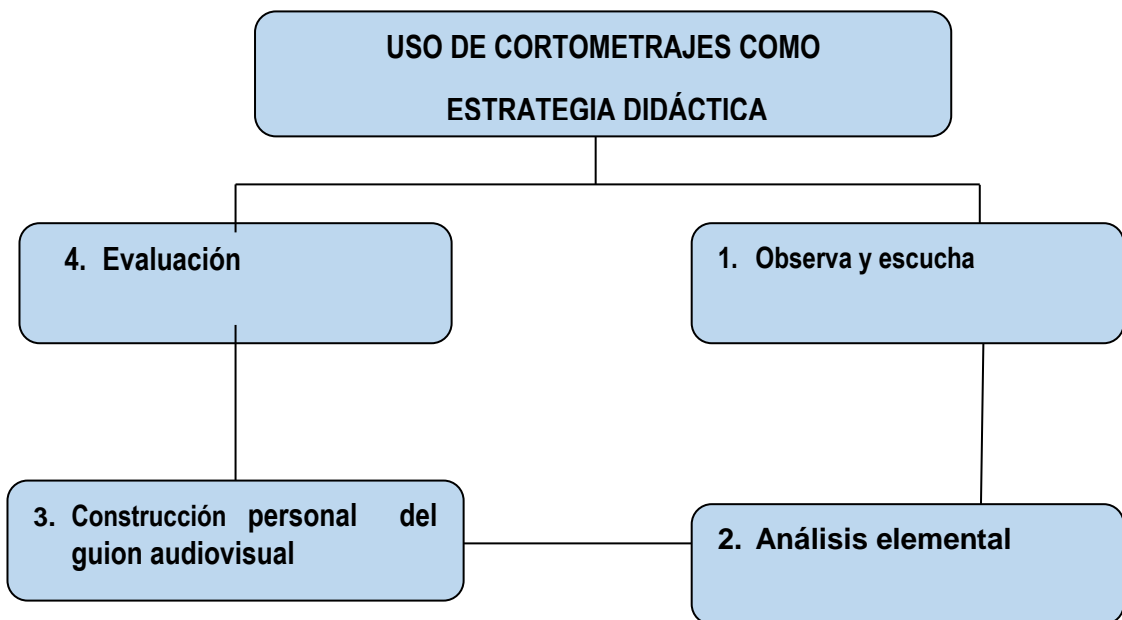 USO DE CORTOMETRAJES COMO
ESTRATEGIA DIDÁCTICA
4. Evaluación
1. Observa y escucha
3. Construcción personal del
guion audiovisual
2. Análisis elemental